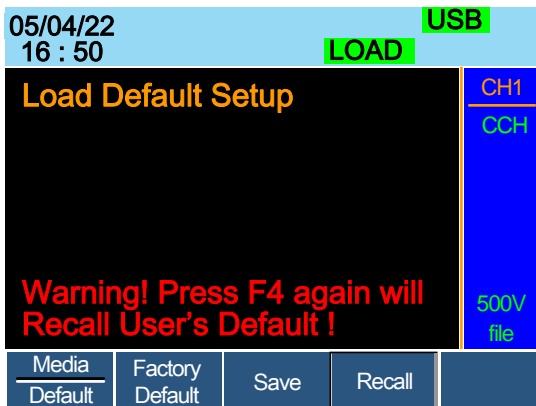 05/04/22
USB
16 : 50
LOAD
Load Default Setup
CH1
CCH
Warning! Press F4 again will
Recall User's Default !
500V
file
Media
Default
Factory
Default
Save
Recall